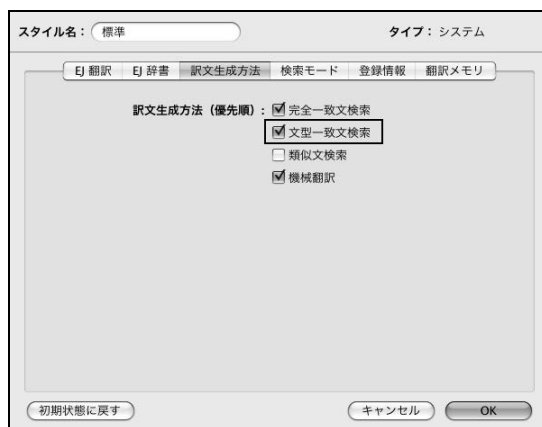 スタイル名： 標準 タイプ： システム
EJ 翻訳 EJ 辞書 訳文生成方法 検索モード 登録情報 翻訳メモリ
訳文生成方法（優先順）： 完全一致文検索
文型一致文検索
類似文検索
機械翻訳
初期状態に戻す キャンセル OK